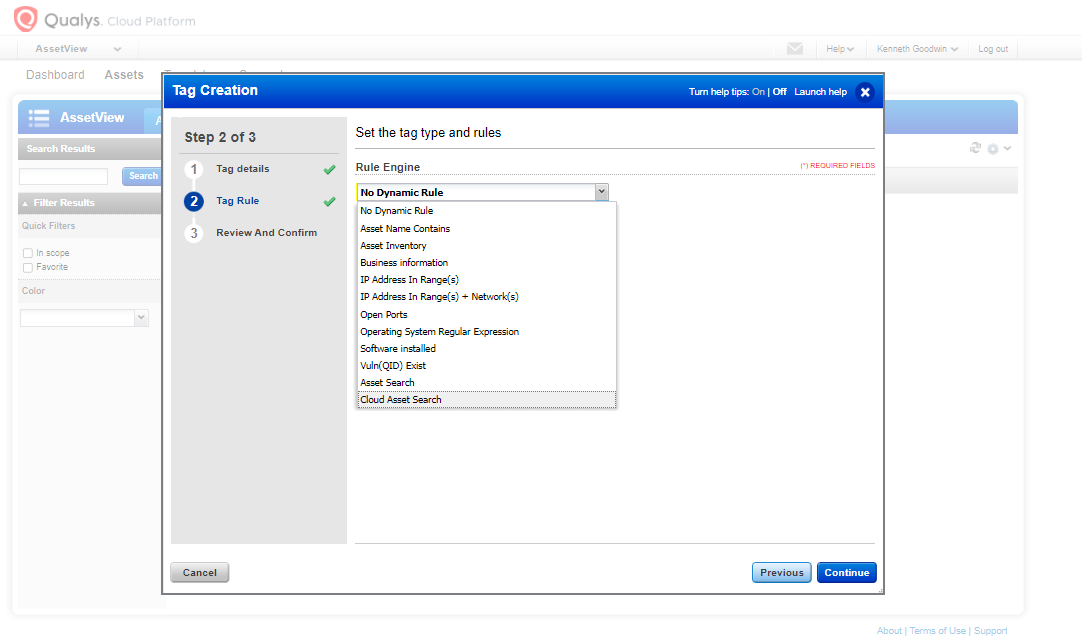 Qualys. Cloud Platform
AssetView
Help
Kenneth Goodwin
Log out
Dashboard
Assets
Tag Creation
Turn help tips: On | Off Launch help
AssetView
A
Search Results
Search
Filter Results
Quick Filters
In scope
Favorite
Color
Step 2 of 3
1 Tag details
2 Tag Rule
3 Review And Confirm
Set the tag type and rules
Rule Engine
(*) REQUIRED FIELDS
No Dynamic Rule
No Dynamic Rule
Asset Name Contains
Asset Inventory
Business information
IP Address In Range(s)
IP Address In Range(s) + Network(s)
Open Ports
Operating System Regular Expression
Software installed
Vuln(QID) Exist
Asset Search
Cloud Asset Search
Cancel
Previous
Continue
About | Terms of Use | Support